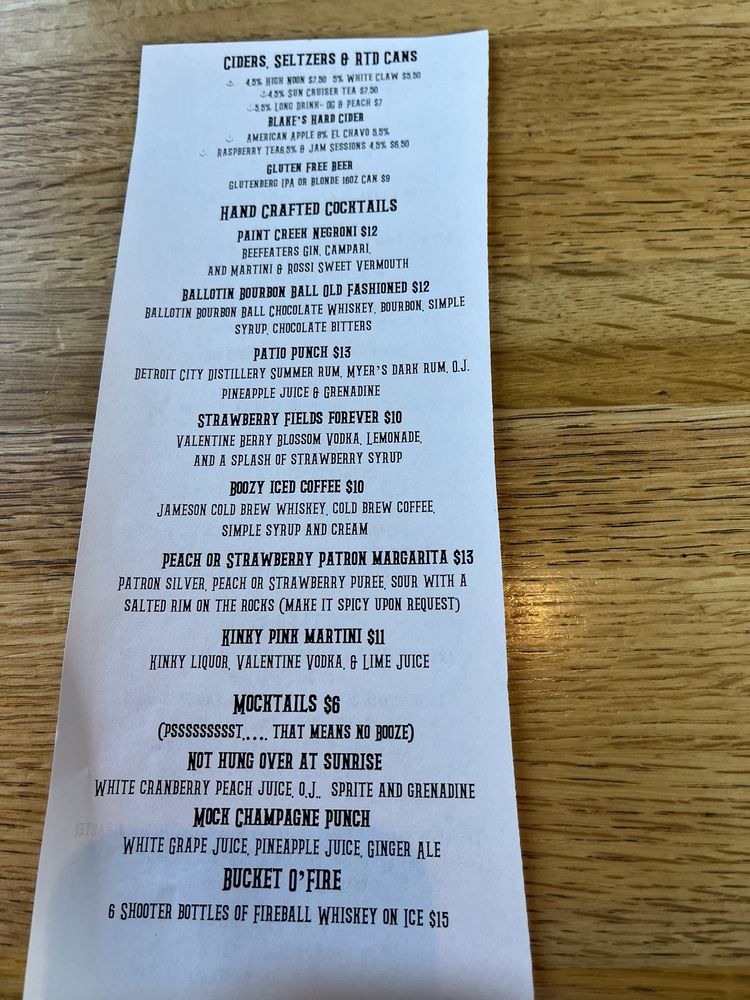 CIDERS, SELTZERS & RTD CANS
4.5% HIGH NOON $7.50 5% WHITE CLAW $5.50
4.5% SUN CRUISER TEA $7.50
5.5% LONG DRINK- OG & PEACH $7
BLAKE'S HARD CIDER
AMERICAN APPLE 6% EL CHAVO 5.5%
RASPBERRY TEA6.5% & JAM SESSIONS 4.5% $6.50
GLUTEN FREE BEER
GLUTENBERG IPA OR BLONDE 16OZ CAN $9
HAND CRAFTED COCKTAILS
PAINT CREEK NEGRONI $12
BEEFEATERS GIN, CAMPARI,
AND MARTINI & ROSSI SWEET VERMOUTH
BALLOTIN BOURBON BALL OLD FASHIONED $12
BALLOTIN BOURBON BALL CHOCOLATE WHISKEY, BOURBON, SIMPLE
SYRUP, CHOCOLATE BITTERS
PATIO PUNCH $13
DETROIT CITY DISTILLERY SUMMER RUM, MYER'S DARK RUM, O.J.
PINEAPPLE JUICE & GRENADINE
STRAWBERRY FIELDS FOREVER $10
VALENTINE BERRY BLOSSOM VODKA, LEMONADE,
AND A SPLASH OF STRAWBERRY SYRUP
BOOZY ICED COFFEE $10
JAMESON COLD BREW WHISKEY, COLD BREW COFFEE,
SIMPLE SYRUP AND CREAM
PEACH OR STRAWBERRY PATRON MARGARITA $13
PATRON SILVER, PEACH OR STRAWBERRY PUREE, SOUR WITH A
SALTED RIM ON THE ROCKS (MAKE IT SPICY UPON REQUEST)
KINKY PINK MARTINI $11
KINKY LIQUOR, VALENTINE VODKA, & LIME JUICE
MOCKTAILS $6
(PSSSSSSSSST,.... THAT MEANS NO BOOZE)
NOT HUNG OVER AT SUNRISE
WHITE CRANBERRY PEACH JUICE, O.J., SPRITE AND GRENADINE
MOCK CHAMPAGNE PUNCH
WHITE GRAPE JUICE, PINEAPPLE JUICE, GINGER ALE
BUCKET O'FIRE
6 SHOOTER BOTTLES OF FIREBALL WHISKEY ON ICE $15